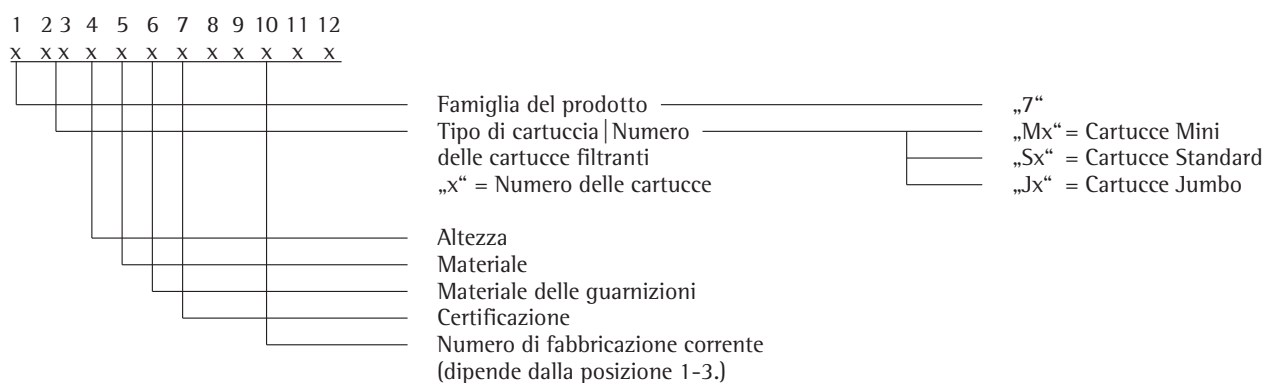 1 2 3 4 5 6 7 8 9 10 11 12
x x x x x x x x x x x x
Famiglia del prodotto „7“
Tipo di cartuccia|Numero „Mx“ = Cartucce Mini
delle cartucce filtranti „Sx“ = Cartucce Standard
„x“ = Numero delle cartucce „Jx“ = Cartucce Jumbo
Altezza
Materiale
Materiale delle guarnizioni
Certificazione
Numero di fabbricazione corrente
(dipende dalla posizione 1-3.)